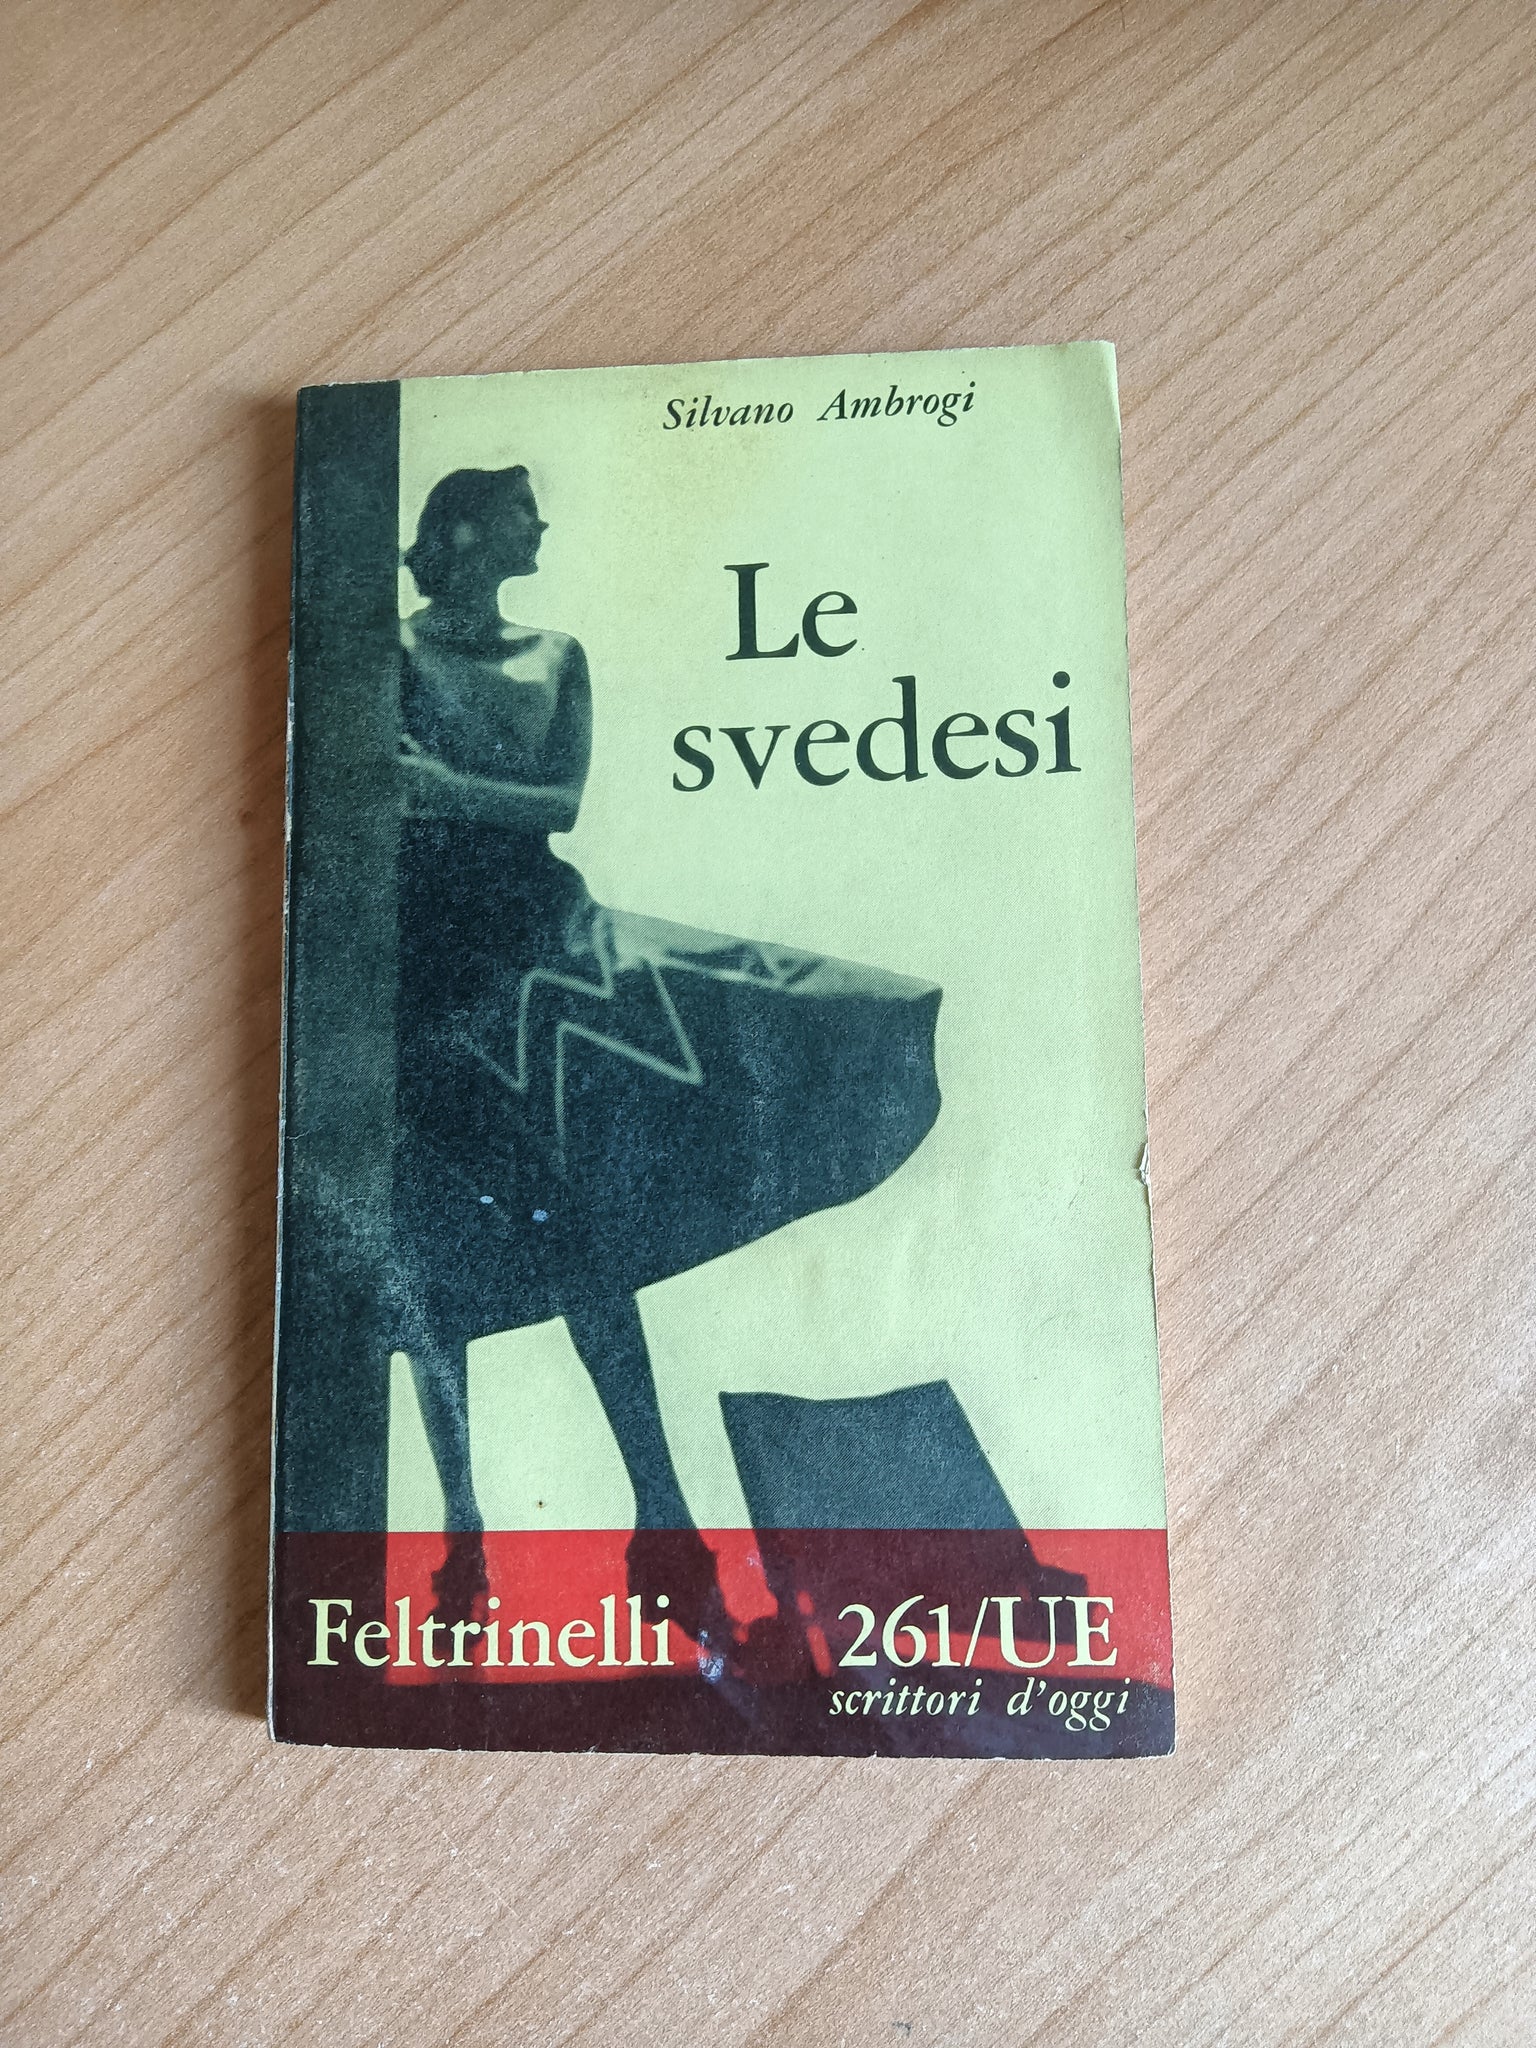 Silvano Ambrogi
Le
svedesi
Feltrinelli 261/UE
scrittori d'oggi